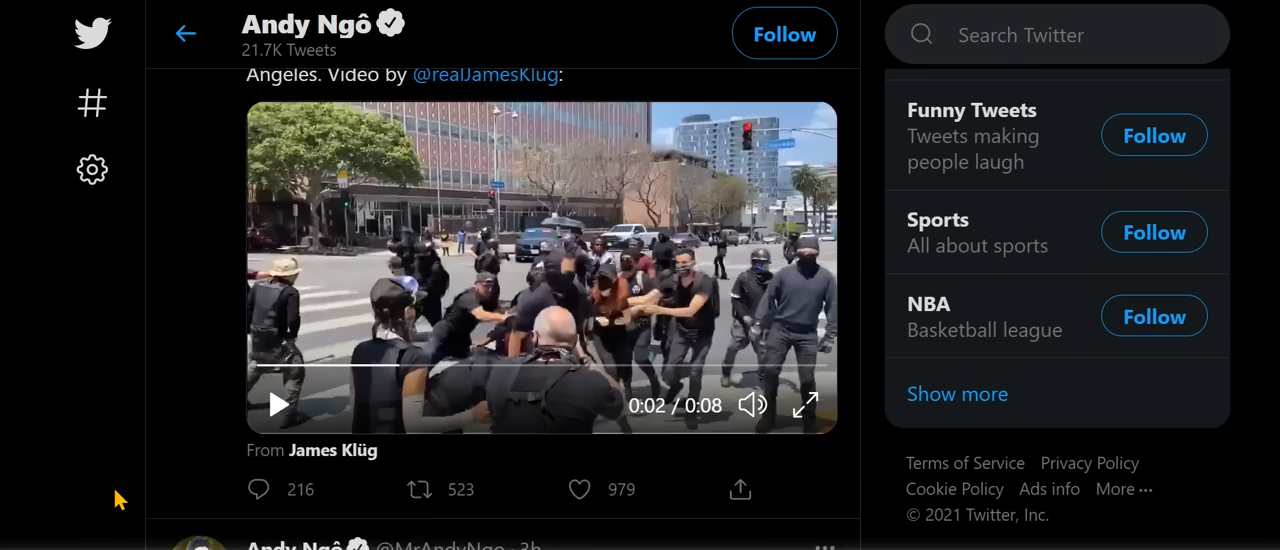 Andy Ngô
21.7K Tweets
Follow
Angeles. Video by @realJamesKlug:
0:02 / 0:08
From James Klüg
216
523
979
Andy Ngô @MrAndyNgo · 3h
Search Twitter
Funny Tweets
Tweets making
people laugh
Follow
Sports
All about sports
Follow
NBA
Basketball league
Follow
Show more
Terms of Service Privacy Policy
Cookie Policy Ads info More ···
© 2021 Twitter, Inc.